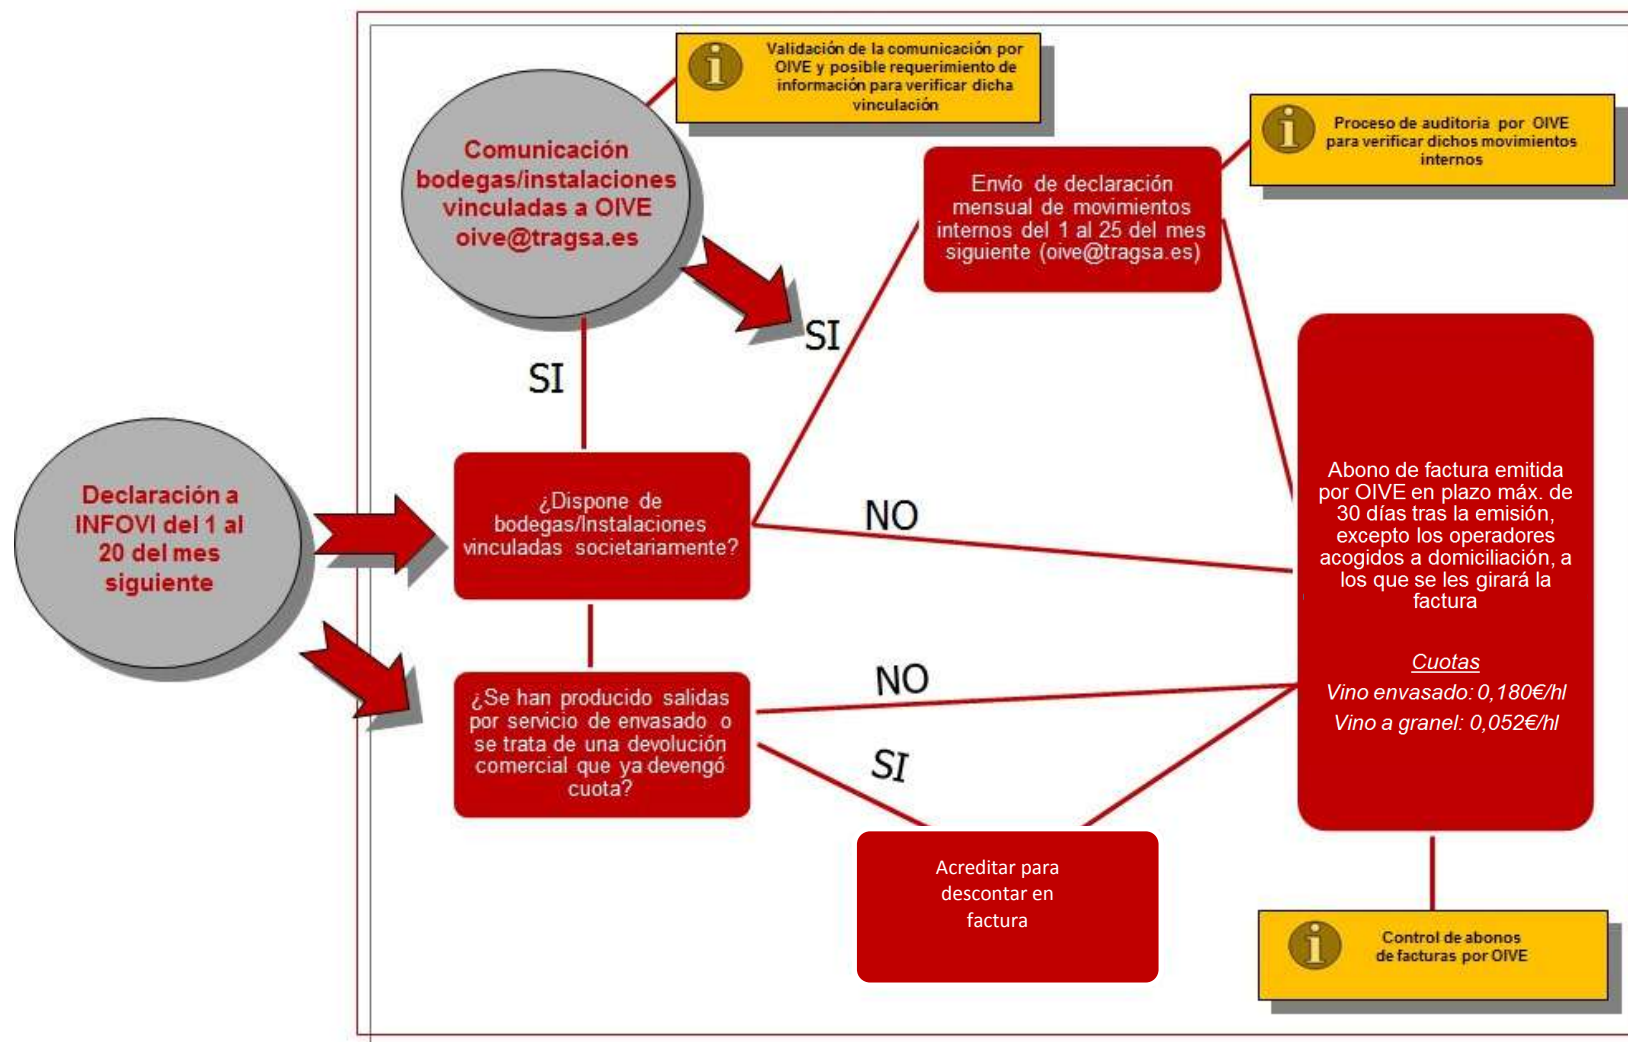 Validación de la comunicación por
OIVE y posible requerimiento de
información para verificar dicha
vinculación
Proceso de auditoria por OIVE
para verificar dichos movimientos
internos
Comunicación
bodegas/instalaciones
vinculadas a OIVE
oive@tragsa.es
Envío de declaración
mensual de movimientos
internos del 1 al 25 del mes
siguiente (oive@tragsa.es)
SI
SI
Declaración a
INFOVI del 1 al
20 del mes
siguiente
¿Dispone de
bodegas/Instalaciones
vinculadas societariamente?
NO
Abono de factura emitida
por OIVE en plazo máx. de
30 días tras la emisión,
excepto los operadores
acogidos a domiciliación, a
los que se les girará la
factura
Cuotas
Vino envasado: 0,180€/hl
Vino a granel: 0,052€/hl
¿Se han producido salidas
por servicio de envasado o
se trata de una devolución
comercial que ya devengó
cuota?
NO
SI
Acreditar para
descontar en
factura
Control de abonos
de facturas por OIVE